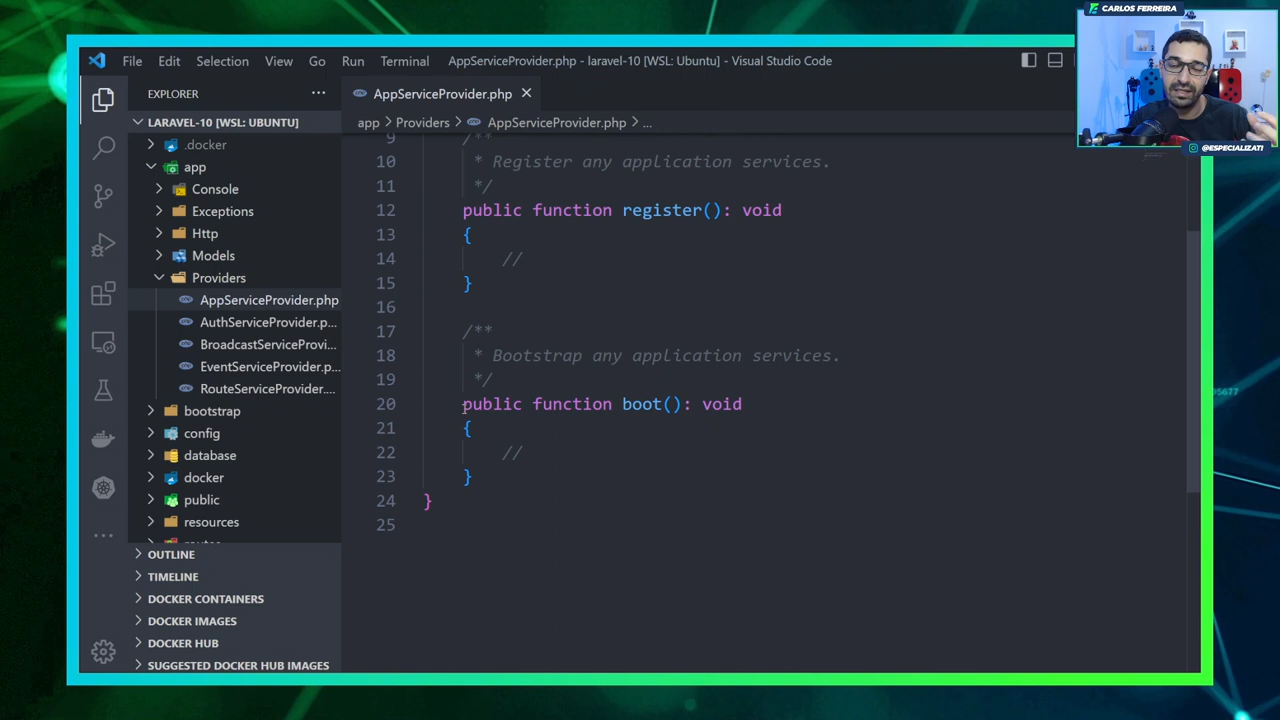 CARLOS FERREIRA
@ESPECIALIZATI
File Edit Selection View Go Run Terminal AppServiceProvider.php - laravel-10 [WSL: Ubuntu] - Visual Studio Code
EXPLORER ...
LARAVEL-10 [WSL: UBUNTU]
.docker
app
Console
Exceptions
Http
Models
Providers
AppServiceProvider.php
AuthServiceProvider.p...
BroadcastServiceProvi...
EventServiceProvider.p...
RouteServiceProvider....
bootstrap
config
database
docker
public
resources
routes
OUTLINE
TIMELINE
DOCKER CONTAINERS
DOCKER IMAGES
DOCKER HUB
SUGGESTED DOCKER HUB IMAGES
AppServiceProvider.php
app > Providers > AppServiceProvider.php > ...
9 /**
10 * Register any application services.
11 */
12 public function register(): void
13 {
14 //
15 }
16
17 /**
18 * Bootstrap any application services.
19 */
20 public function boot(): void
21 {
22 //
23 }
24 }
25